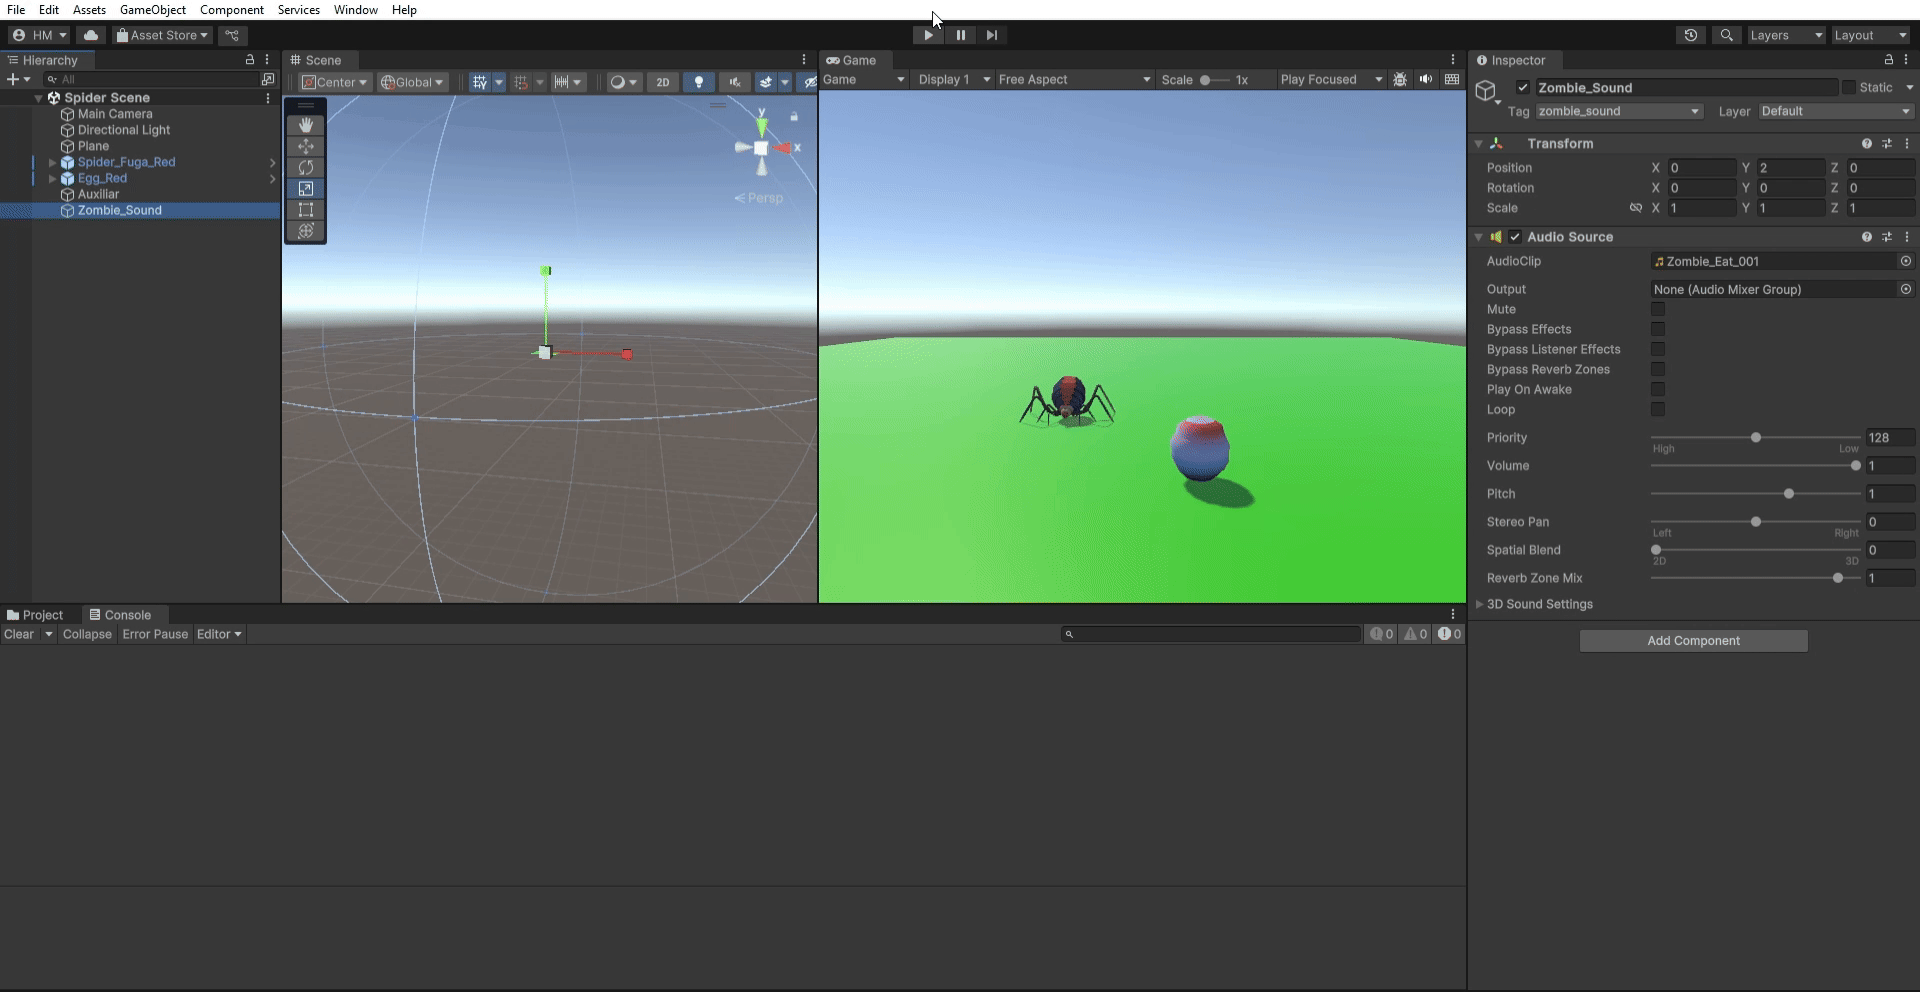 File Edit Assets GameObject Component Services Window Help
HM Asset Store Layers Layout
Hierarchy
All
Spider Scene
Main Camera
Directional Light
Plane
Spider_Fuga_Red
Egg_Red
Auxiliar
Zombie_Sound
Scene
Center Global 2D
y
x
Persp
Game
Game Display 1 Free Aspect Scale 1x Play Focused
Inspector
Zombie_Sound Static
Tag zombie_sound Layer Default
Transform
Position X 0 Y 2 Z 0
Rotation X 0 Y 0 Z 0
Scale X 1 Y 1 Z 1
Audio Source
AudioClip Zombie_Eat_001
Output None (Audio Mixer Group)
Mute
Bypass Effects
Bypass Listener Effects
Bypass Reverb Zones
Play On Awake
Loop
Priority 128
High Low
Volume 1
Pitch 1
Stereo Pan 0
Left Right
Spatial Blend 0
2D 3D
Reverb Zone Mix 1
3D Sound Settings
Add Component
Project Console
Clear Collapse Error Pause Editor 0 0 0